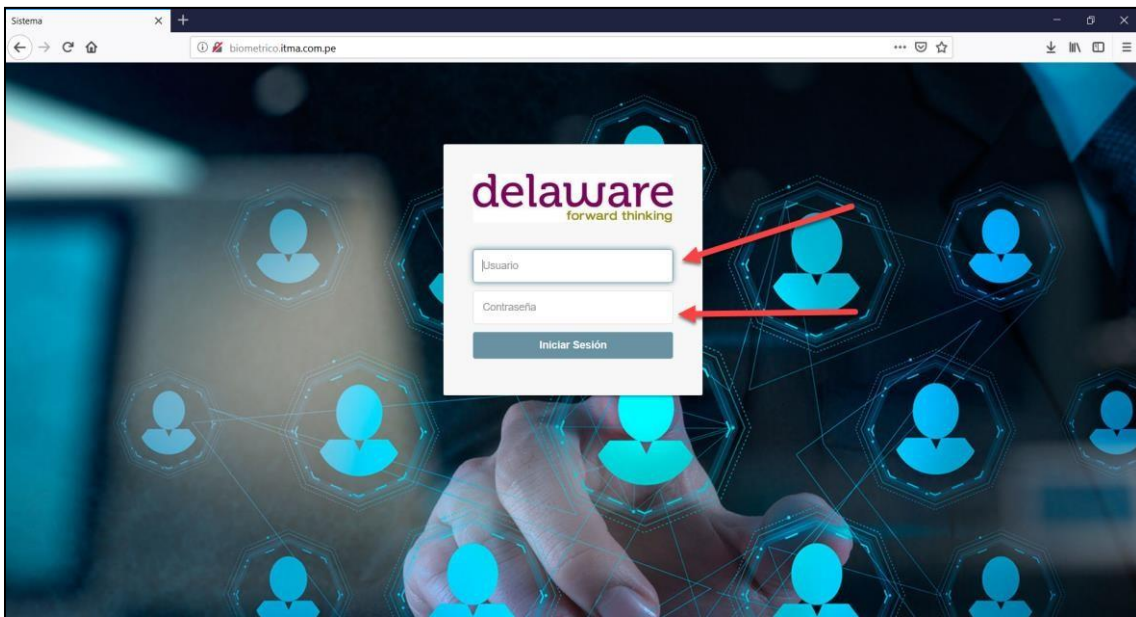 Sistema
biometrico.itma.com.pe
delaware
forward thinking
Usuario
Contraseña
Iniciar Sesión